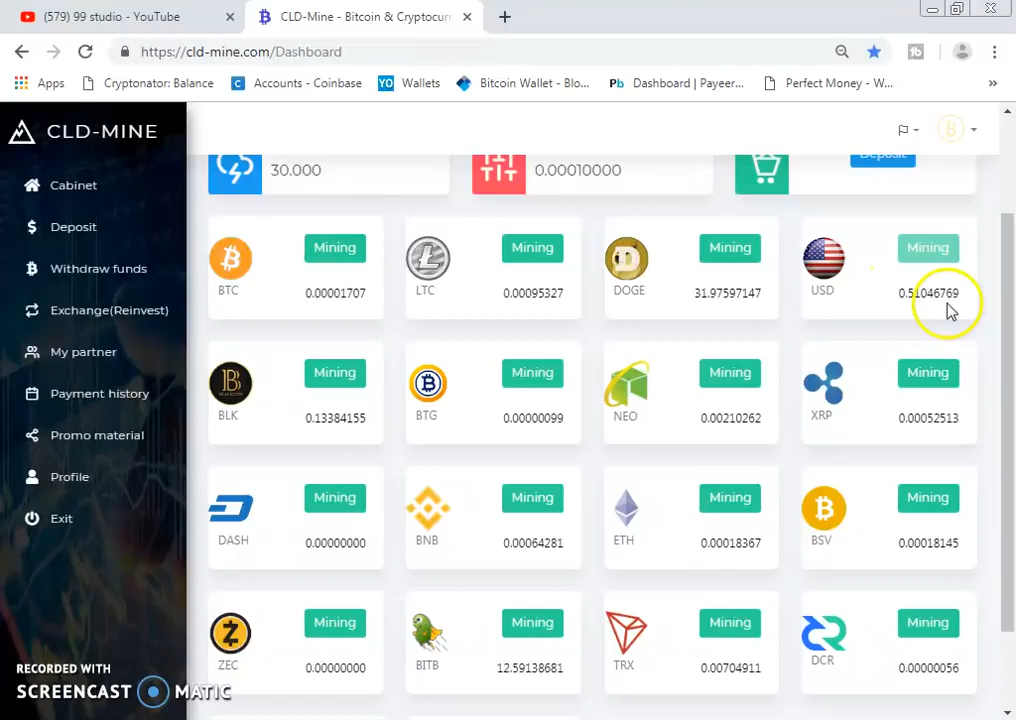 (579) 99 studio - YouTube
CLD-Mine - Bitcoin & Cryptocurr
https://cld-mine.com/Dashboard
Apps
Cryptonator: Balance
Accounts - Coinbase
YO Wallets
Bitcoin Wallet - Blo...
Pb Dashboard | Payeer...
Perfect Money - W...
CLD-MINE
Cabinet
Deposit
Withdraw funds
Exchange(Reinvest)
My partner
Payment history
Promo material
Profile
Exit
30.000
0.00010000
Deposit
Mining
BTC
0.00001707
Mining
LTC
0.00095327
Mining
DOGE
31.97597147
Mining
USD
0.51046769
Mining
BLK
0.13384155
Mining
BTG
0.00000099
Mining
NEO
0.00210262
Mining
XRP
0.00052513
Mining
DASH
0.00000000
Mining
BNB
0.00064281
Mining
ETH
0.00018367
Mining
BSV
0.00018145
Mining
ZEC
0.00000000
Mining
BITB
12.59138681
Mining
TRX
0.00704911
Mining
DCR
0.00000056
RECORDED WITH
SCREENCAST MATIC